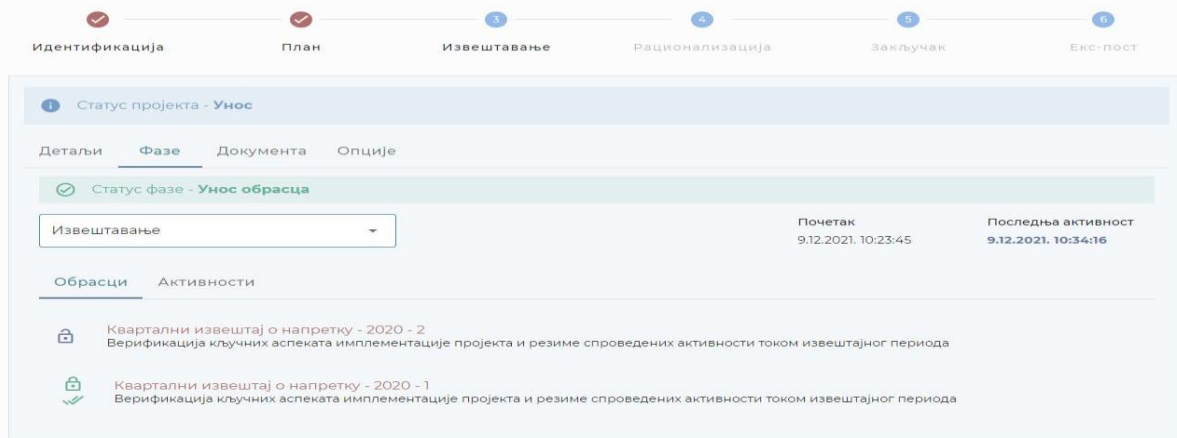 3 4 5 6
Идентификација План Извештавање Рационализација Закључак Екс-пост
Статус пројекта - Унос
Детаљи Фазе Документа Опције
Статус фазе - Унос обрасца
Извештавање
Почетак Последња активност
9.12.2021. 10:23:45 9.12.2021. 10:34:16
Обрасци Активности
Квартални извештај о напретку - 2020 - 2
Верификација кључних аспеката имплементације пројекта и резиме спроведених активности током извештајног периода
Квартални извештај о напретку - 2020 - 1
Верификација кључних аспеката имплементације пројекта и резиме спроведених активности током извештајног периода